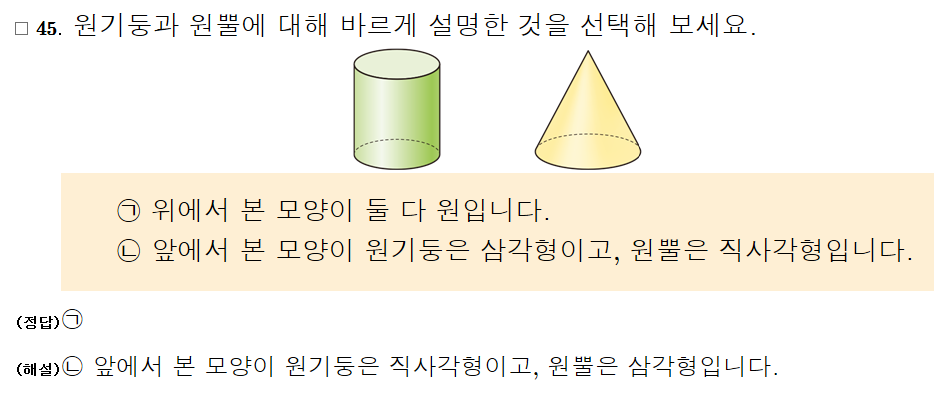 □ 45. 원기둥과 원뿔에 대해 바르게 설명한 것을 선택해 보세요.
㉠ 위에서 본 모양이 둘 다 원입니다.
㉡ 앞에서 본 모양이 원기둥은 삼각형이고, 원뿔은 직사각형입니다.
(정답)㉠
(해설)㉡ 앞에서 본 모양이 원기둥은 직사각형이고, 원뿔은 삼각형입니다.